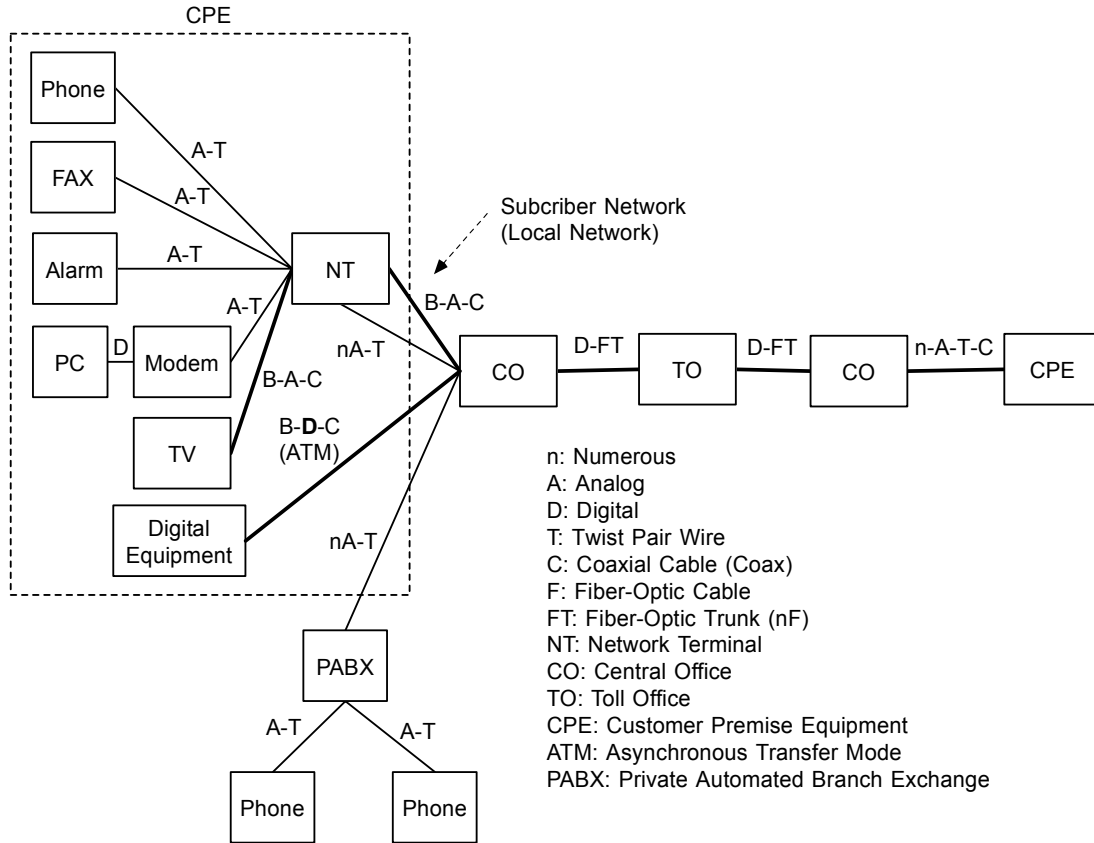 CPE
Phone
A-T
FAX
A-T
Subcriber Network
(Local Network)
Alarm
A-T
NT
A-T
B-A-C
PC
D
Modem
nA-T
B-A-C
CO
D-FT
TO
D-FT
CO
n-A-T-C
CPE
TV
B-D-C
(ATM)
Digital
Equipment
nA-T
n: Numerous
A: Analog
D: Digital
T: Twist Pair Wire
C: Coaxial Cable (Coax)
F: Fiber-Optic Cable
FT: Fiber-Optic Trunk (nF)
NT: Network Terminal
CO: Central Office
TO: Toll Office
CPE: Customer Premise Equipment
ATM: Asynchronous Transfer Mode
PABX: Private Automated Branch Exchange
PABX
A-T
A-T
Phone
Phone